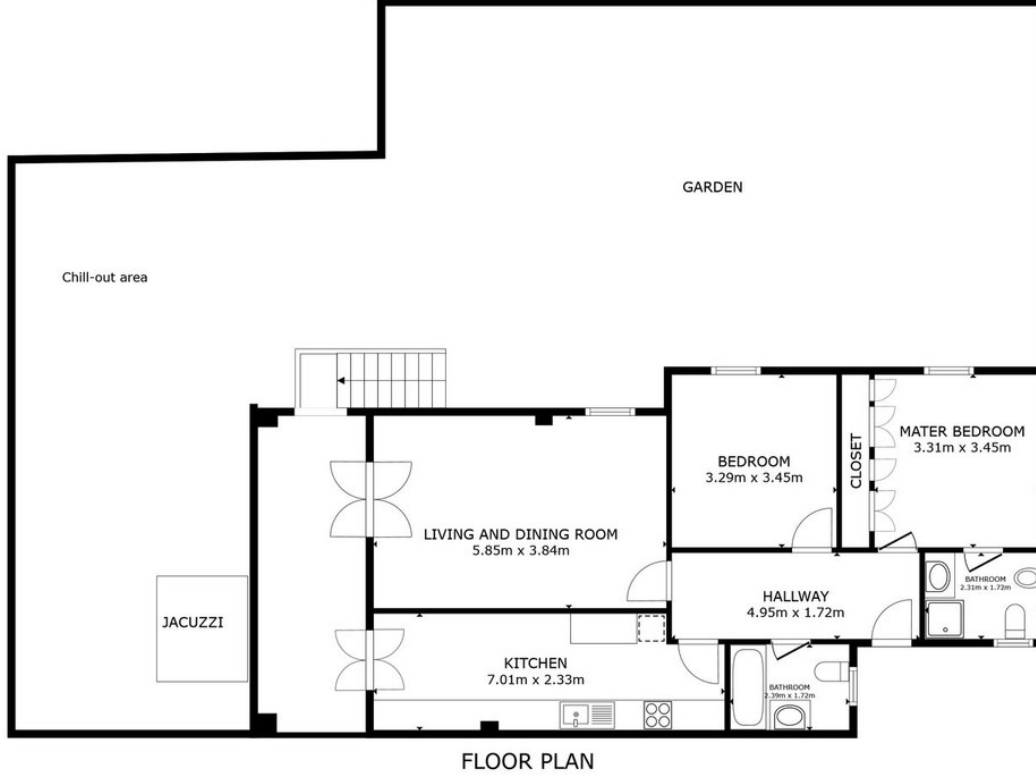 GARDEN
Chill-out area
MATER BEDROOM
3.31m x 3.45m
CLOSET
BEDROOM
3.29m x 3.45m
LIVING AND DINING ROOM
5.85m x 3.84m
BATHROOM
2.31m x 1.72m
HALLWAY
4.95m x 1.72m
JACUZZI
KITCHEN
7.01m x 2.33m
BATHROOM
2.39m x 1.72m
FLOOR PLAN